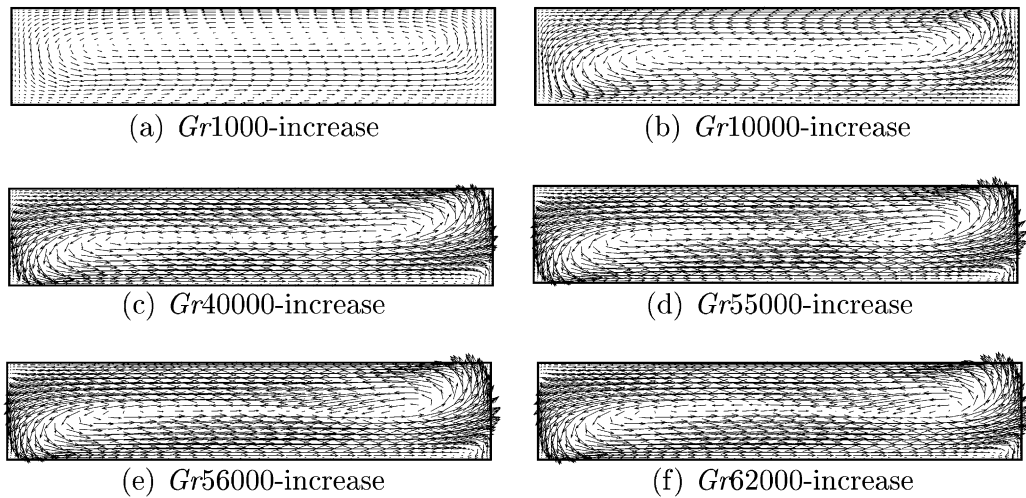 (a) Gr1000-increase
(b) Gr10000-increase
(c) Gr40000-increase
(d) Gr55000-increase
(e) Gr56000-increase
(f) Gr62000-increase